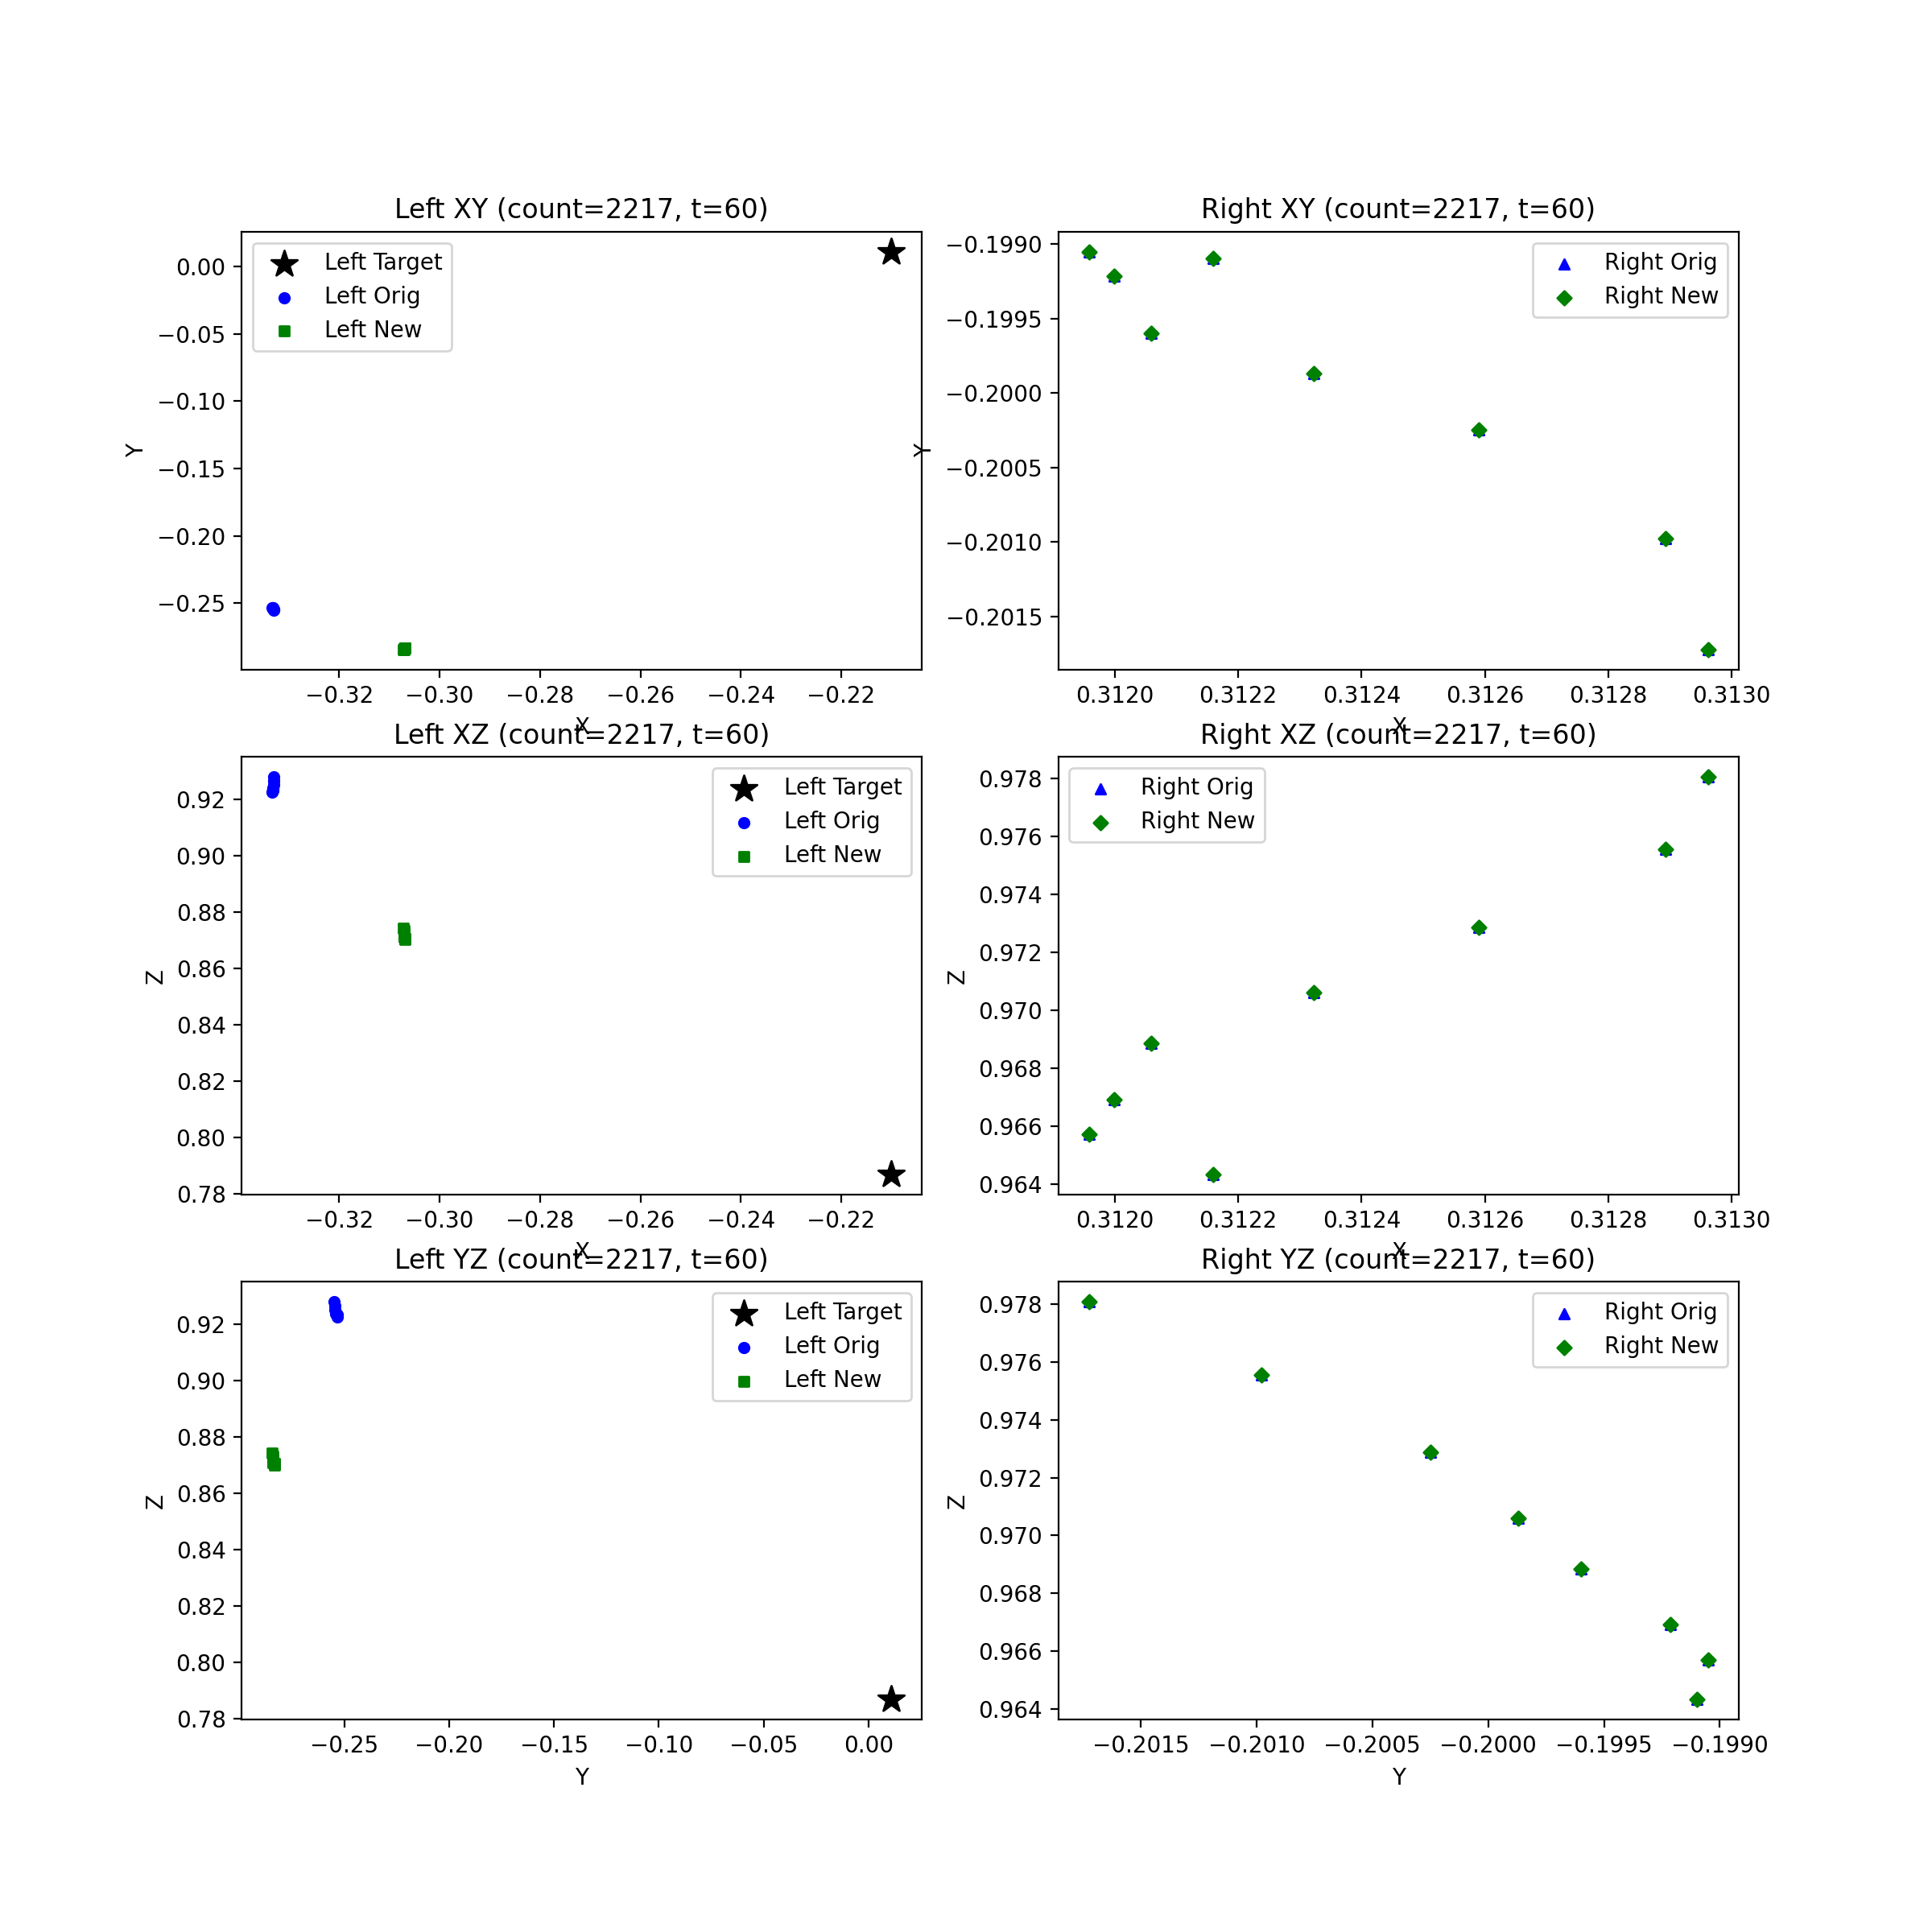 Left XY (count=2217, t=60)
Left Target
Left Orig
Left New
Y
0.00
−0.05
−0.10
−0.15
−0.20
−0.25
−0.32
−0.30
−0.28
−0.26
−0.24
−0.22
X
Right XY (count=2217, t=60)
Right Orig
Right New
Y
−0.1990
−0.1995
−0.2000
−0.2005
−0.2010
−0.2015
0.3120
0.3122
0.3124
0.3126
0.3128
0.3130
X
Left XZ (count=2217, t=60)
Left Target
Left Orig
Left New
Z
0.92
0.90
0.88
0.86
0.84
0.82
0.80
0.78
−0.32
−0.30
−0.28
−0.26
−0.24
−0.22
X
Right XZ (count=2217, t=60)
Right Orig
Right New
Z
0.978
0.976
0.974
0.972
0.970
0.968
0.966
0.964
0.3120
0.3122
0.3124
0.3126
0.3128
0.3130
X
Left YZ (count=2217, t=60)
Left Target
Left Orig
Left New
Z
0.92
0.90
0.88
0.86
0.84
0.82
0.80
0.78
−0.25
−0.20
−0.15
−0.10
−0.05
0.00
Y
Right YZ (count=2217, t=60)
Right Orig
Right New
Z
0.978
0.976
0.974
0.972
0.970
0.968
0.966
0.964
−0.2015
−0.2010
−0.2005
−0.2000
−0.1995
−0.1990
Y